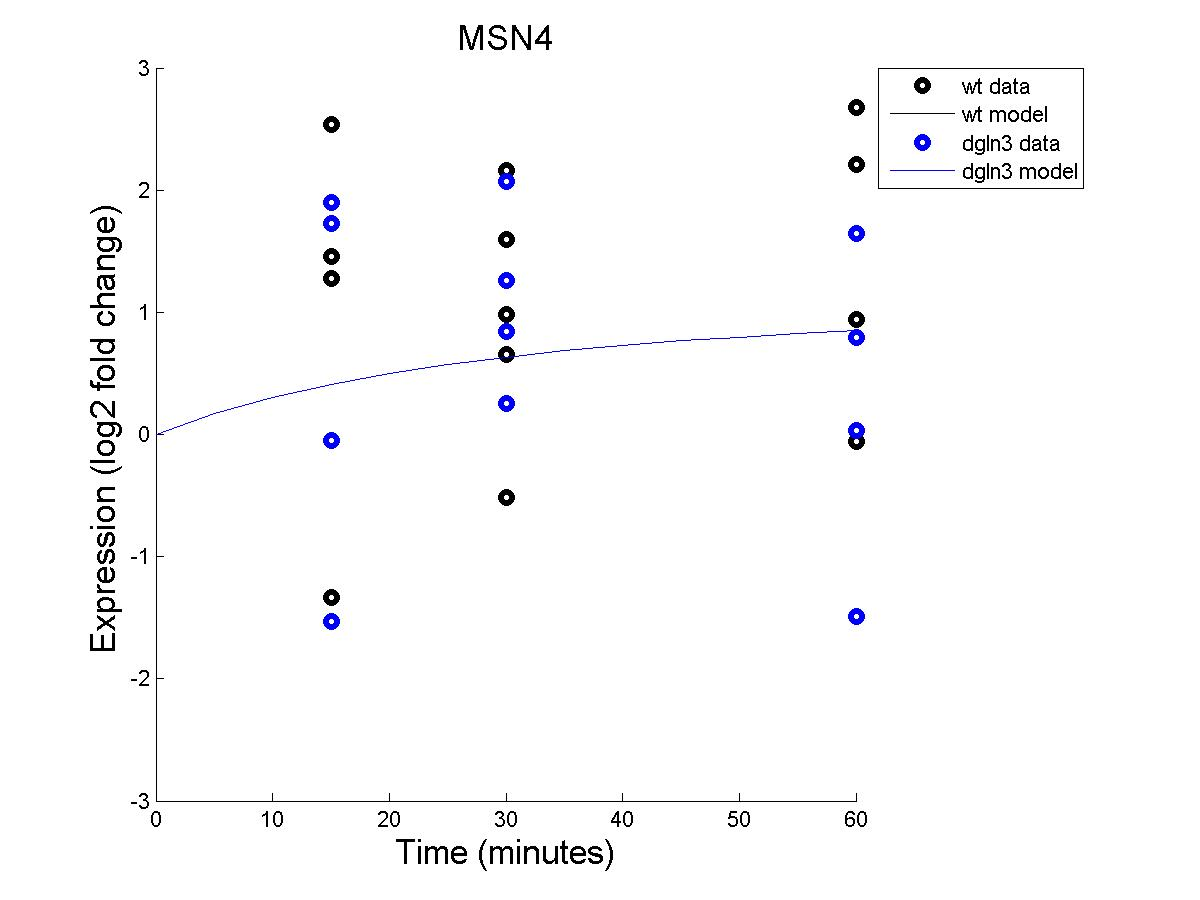 MSN4
3
2
1
0
-1
-2
-3
Expression (log2 fold change)
0 10 20 30 40 50 60
Time (minutes)
wt data
wt model
dgln3 data
dgln3 model